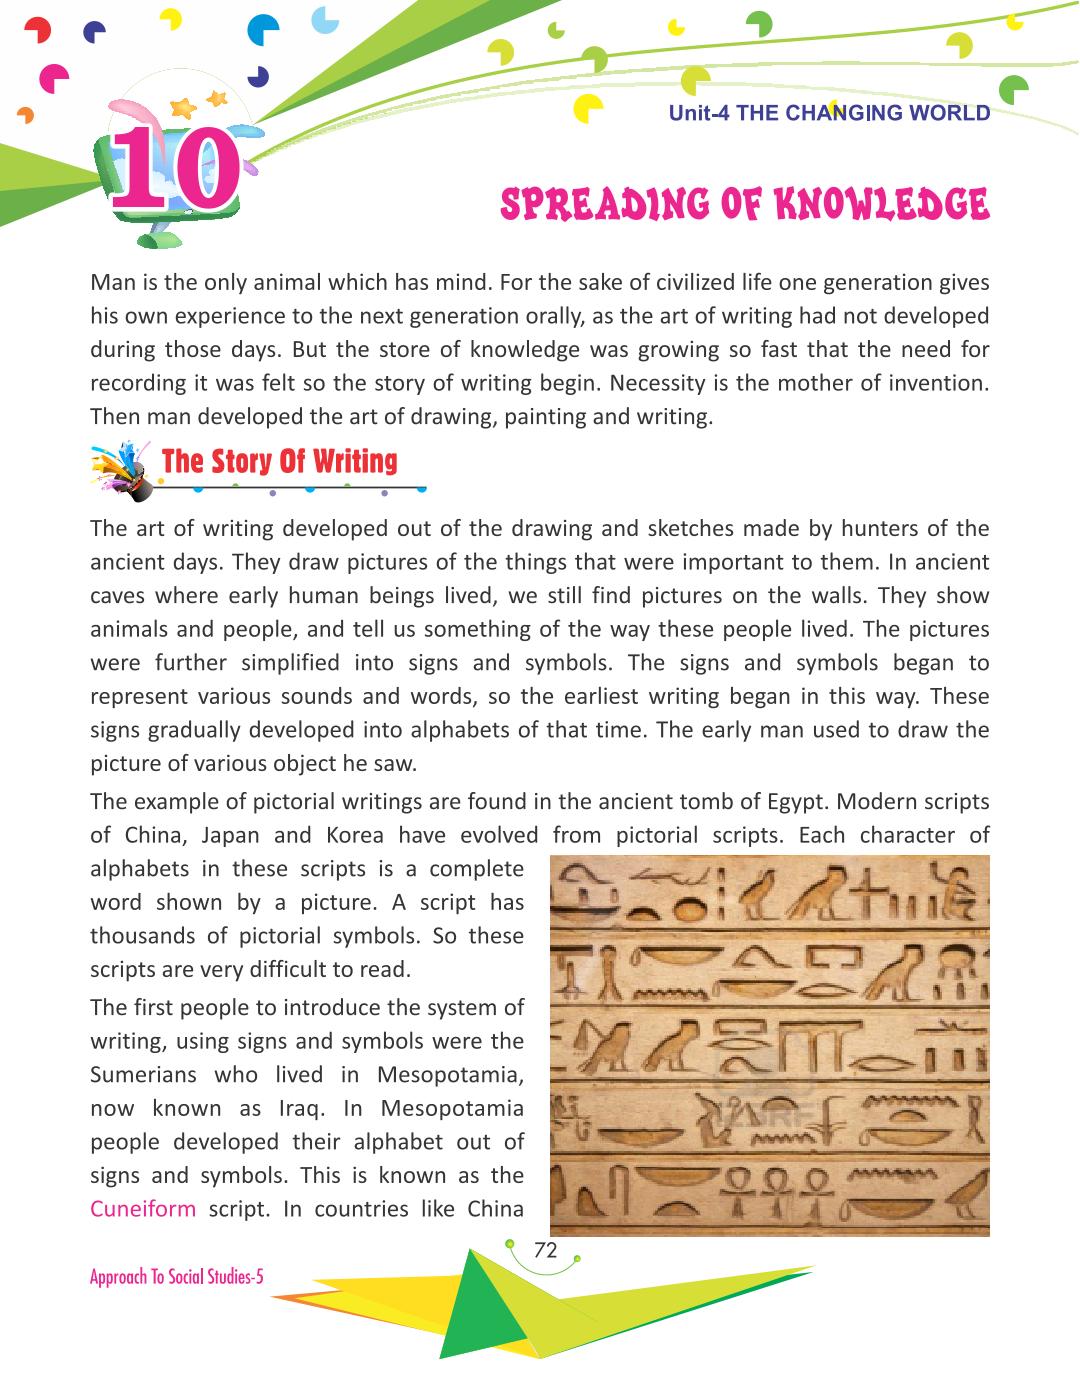 Unit-4 THE CHANGING WORLD
10
SPREADING OF KNOWLEDGE
Man is the only animal which has mind. For the sake of civilized life one generation gives
his own experience to the next generation orally, as the art of writing had not developed
during those days. But the store of knowledge was growing so fast that the need for
recording it was felt so the story of writing begin. Necessity is the mother of invention.
Then man developed the art of drawing, painting and writing.
The Story Of Writing
The art of writing developed out of the drawing and sketches made by hunters of the
ancient days. They draw pictures of the things that were important to them. In ancient
caves where early human beings lived, we still find pictures on the walls. They show
animals and people, and tell us something of the way these people lived. The pictures
were further simplified into signs and symbols. The signs and symbols began to
represent various sounds and words, so the earliest writing began in this way. These
signs gradually developed into alphabets of that time. The early man used to draw the
picture of various object he saw.
The example of pictorial writings are found in the ancient tomb of Egypt. Modern scripts
of China, Japan and Korea have evolved from pictorial scripts. Each character of
alphabets in these scripts is a complete
word shown by a picture. A script has
thousands of pictorial symbols. So these
scripts are very difficult to read.
The first people to introduce the system of
writing, using signs and symbols were the
Sumerians who lived in Mesopotamia,
now known as Iraq. In Mesopotamia
people developed their alphabet out of
signs and symbols. This is known as the
Cuneiform script. In countries like China
72
Approach To Social Studies-5